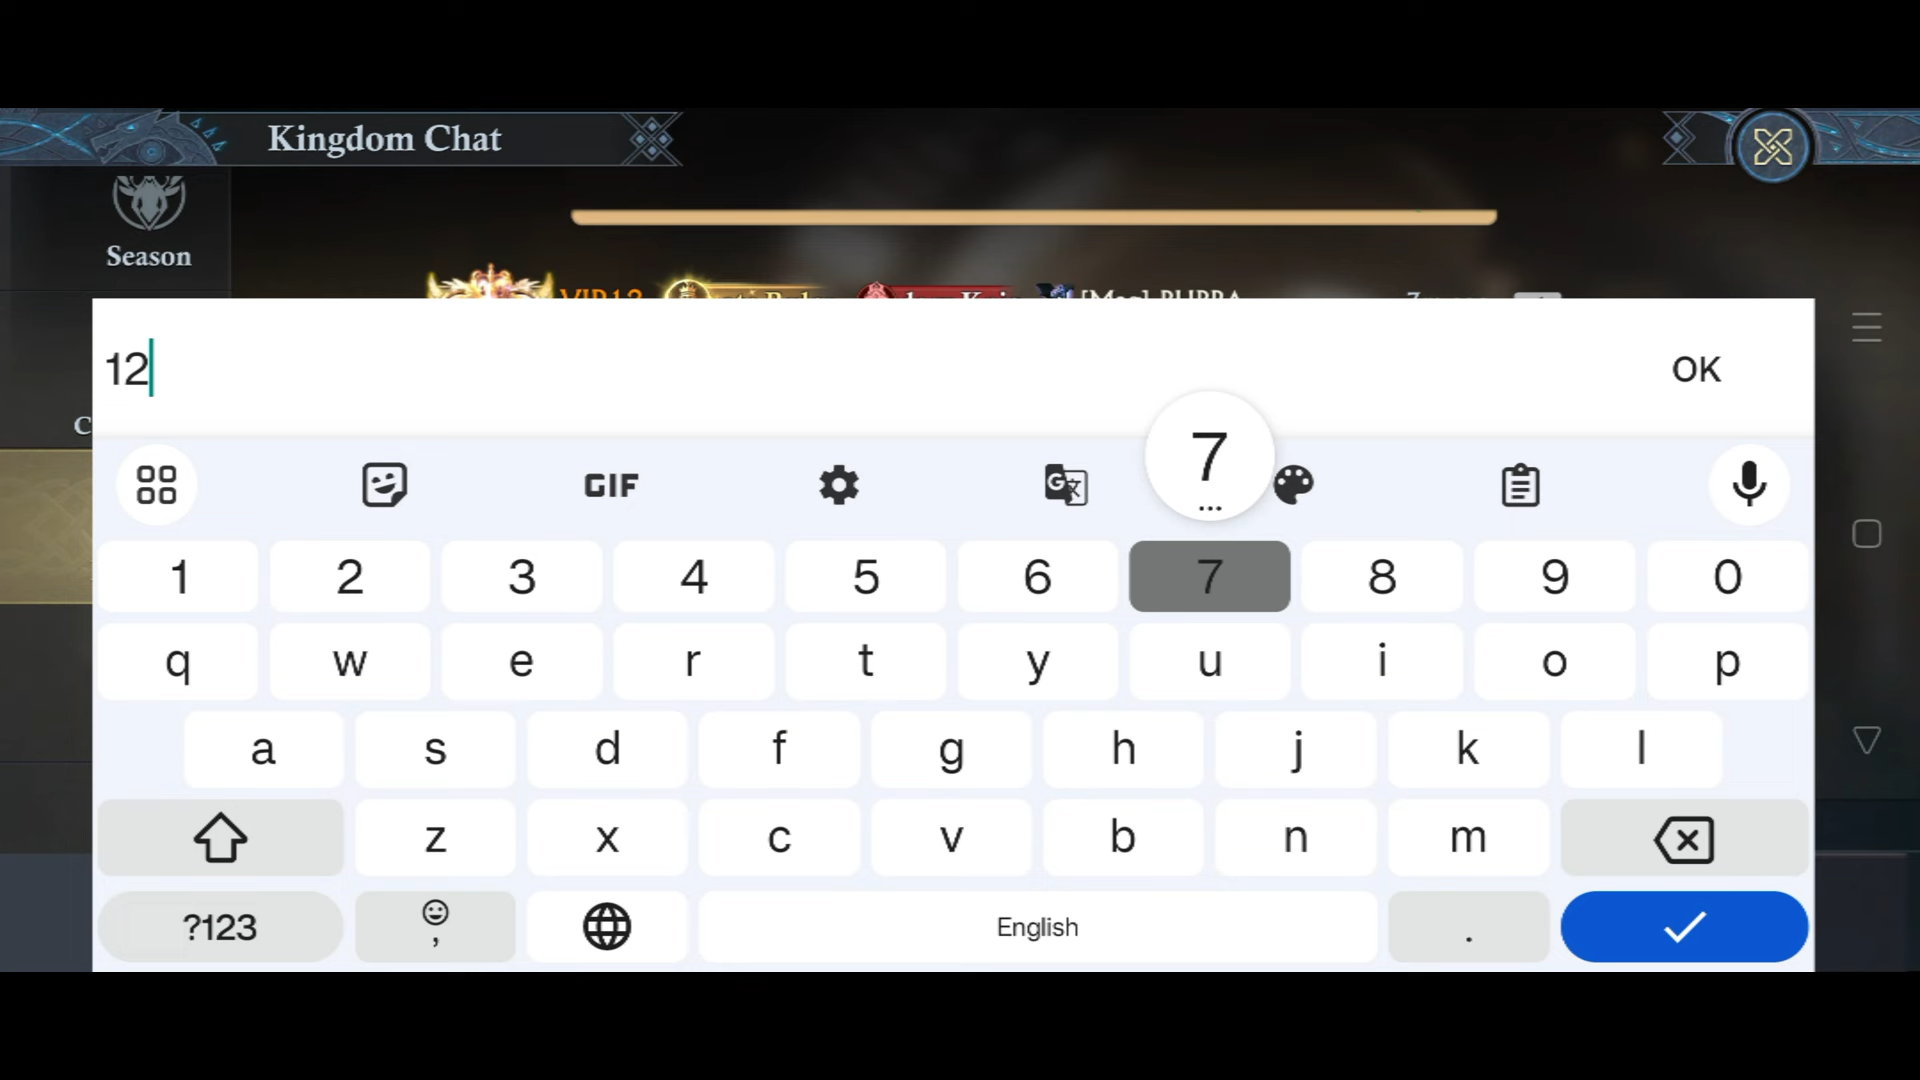 Kingdom Chat
Season
VIP12
12
OK
7
...
GIF
1 2 3 4 5 6 7 8 9 0
q w e r t y u i o p
a s d f g h j k l
z x c v b n m
?123 , English .